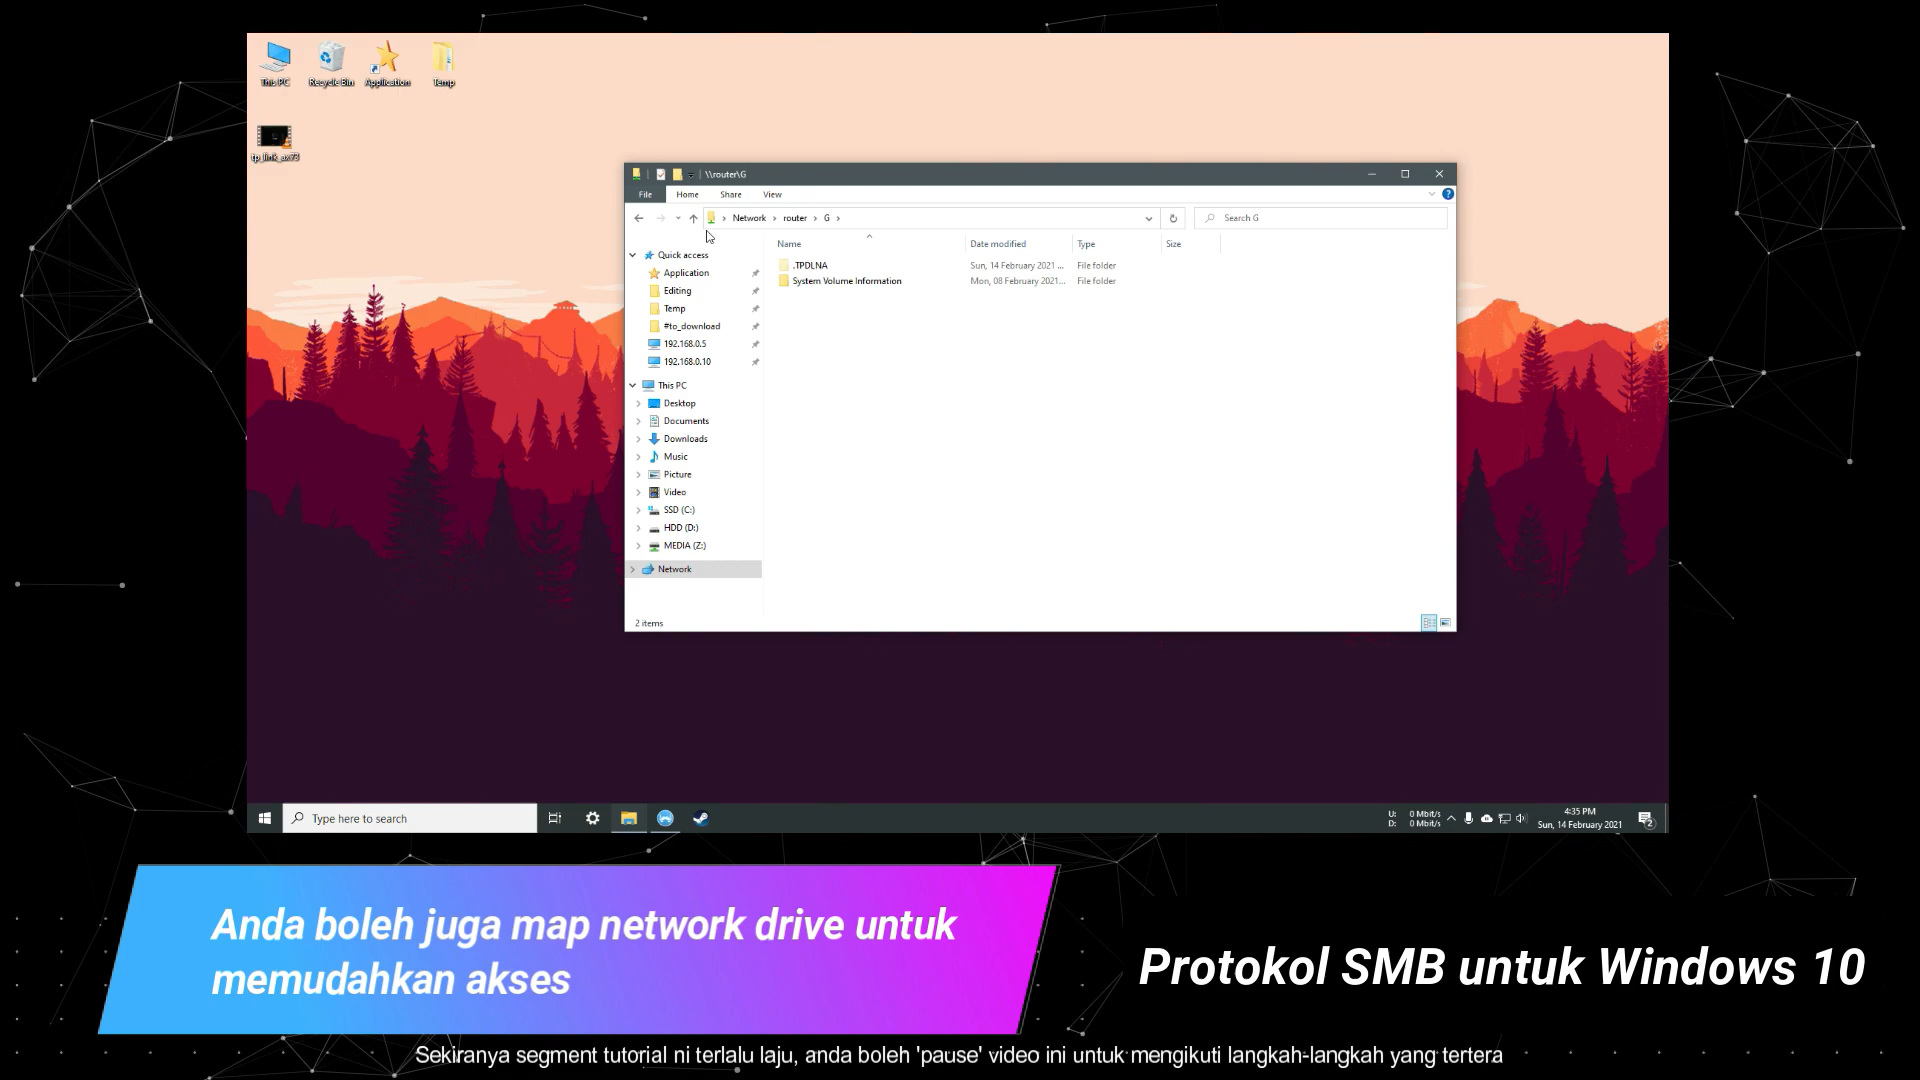 This PC
Recycle Bin
Application
Temp
tp_link_ax73
\\router\G
File
Home
Share
View
Network
router
G
Search G
Name
Date modified
Type
Size
Quick access
Application
Editing
Temp
#to_download
192.168.0.5
192.168.0.10
This PC
Desktop
Documents
Downloads
Music
Picture
Video
SSD (C:)
HDD (D:)
MEDIA (Z:)
Network
.TPDLNA
Sun, 14 February 2021 ...
File folder
System Volume Information
Mon, 08 February 2021...
File folder
2 items
Type here to search
U: 0 Mbit/s
D: 0 Mbit/s
4:35 PM
Sun, 14 February 2021
2
Anda boleh juga map network drive untuk
memudahkan akses
Protokol SMB untuk Windows 10
Sekiranya segment tutorial ni terlalu laju, anda boleh 'pause' video ini untuk mengikuti langkah-langkah yang tertera